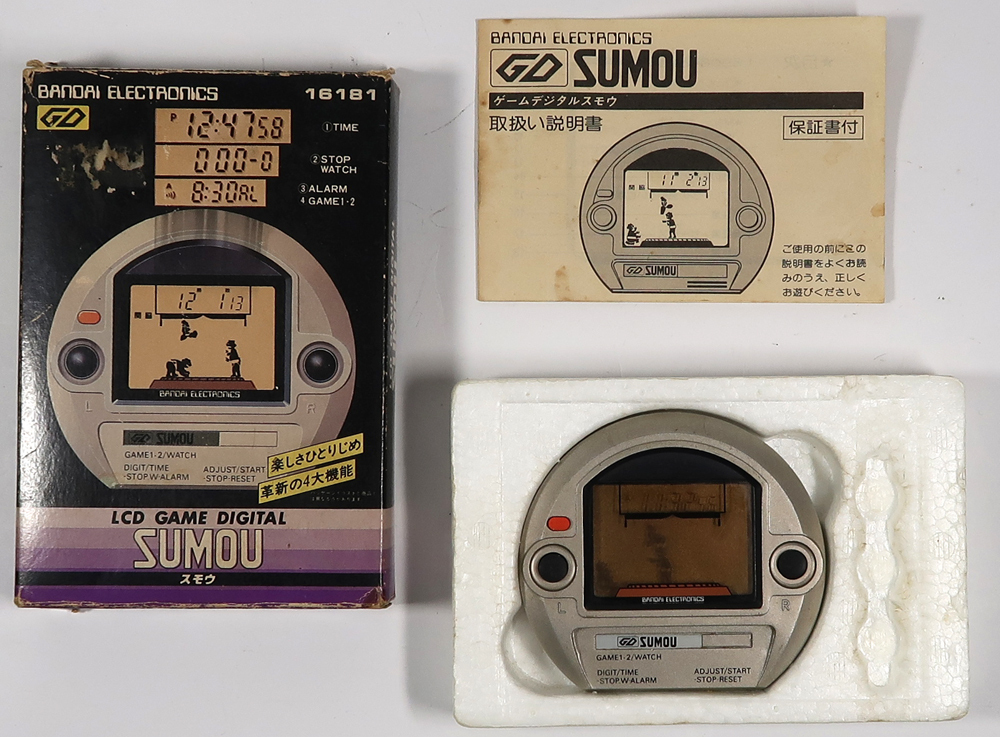 BANDAI ELECTRONICS 16181
GD
P 12:47 58 ①TIME
000-0 ②STOP WATCH
8:30AL ③ALARM
4 GAME1·2
12 113
BANDAI ELECTRONICS
L R
GD SUMOU
GAME1·2/WATCH
DIGIT/TIME ADJUST/START
·STOP.W·ALARM ·STOP·RESET
楽しさひとりじめ
革新の4大機能
LCD GAME DIGITAL
SUMOU
スモウ
BANDAI ELECTRONICS
GD SUMOU
ゲームデジタルスモウ
取扱い説明書 保証書付
11 213
GD SUMOU
ご使用の前にこの
説明書をよくお読
みのうえ、正しく
お遊びください。
BANDAI ELECTRONICS
L R
GD SUMOU
GAME1·2/WATCH
DIGIT/TIME ADJUST/START
·STOP.W·ALARM ·STOP·RESET